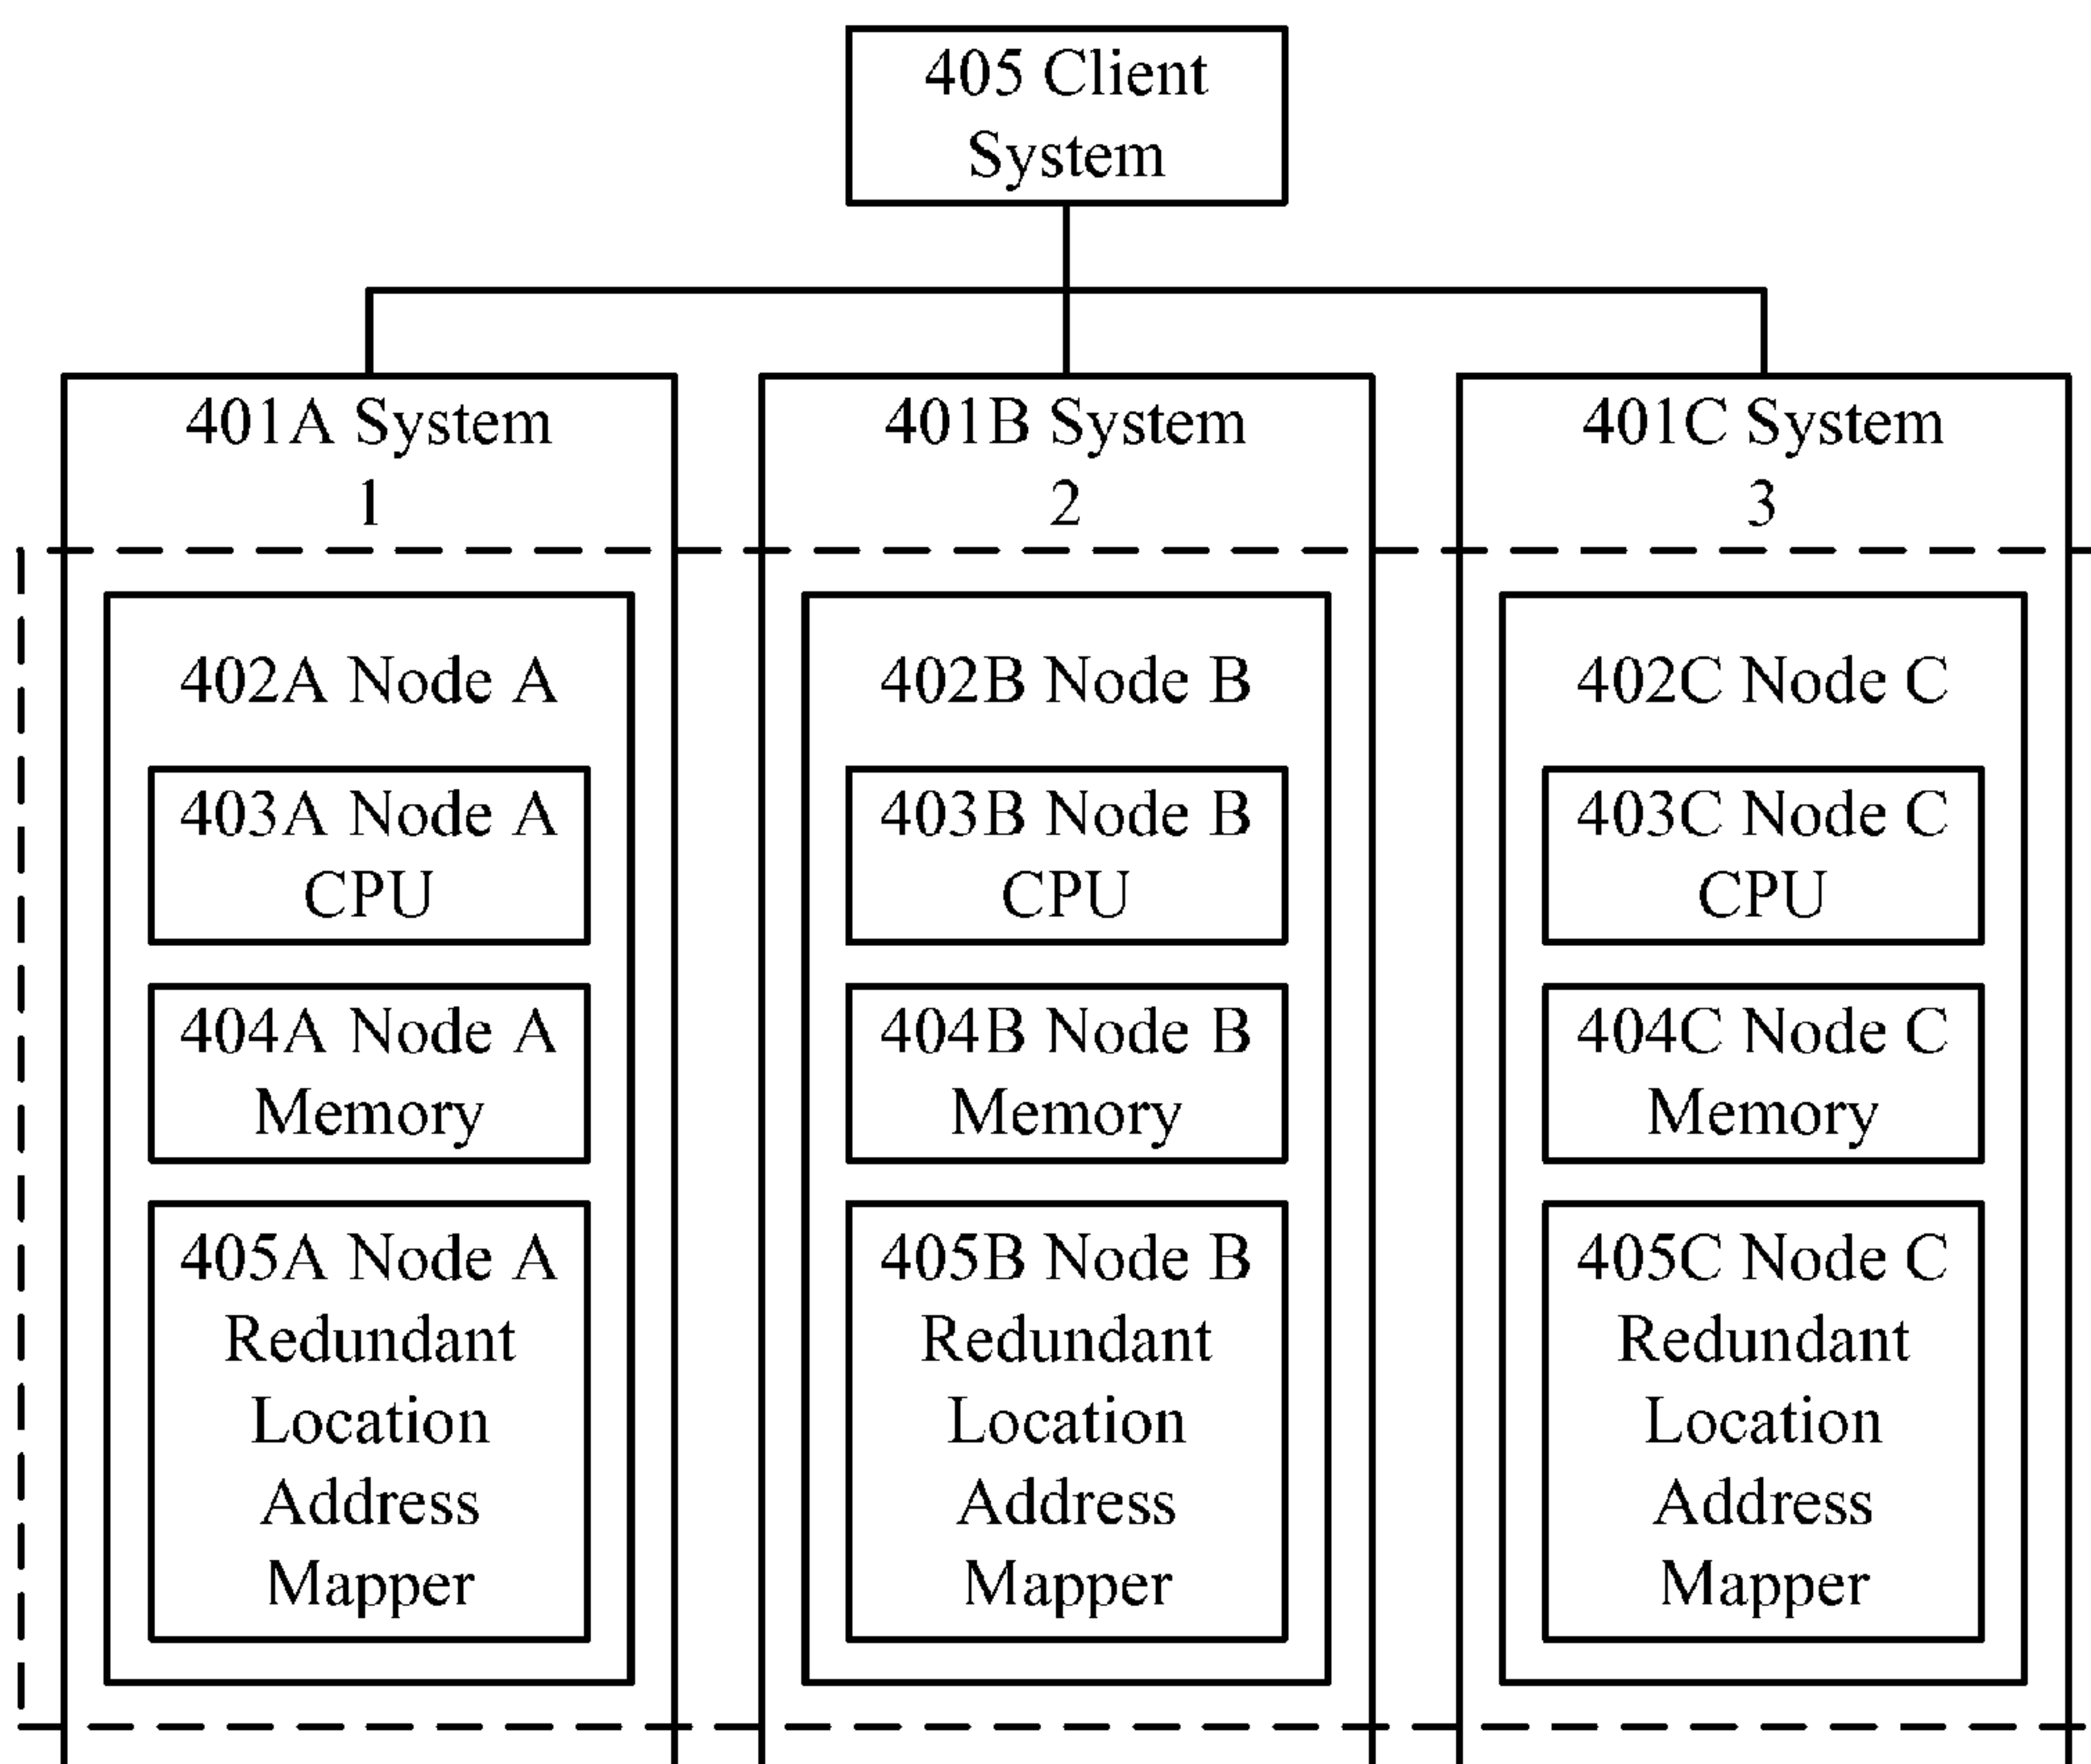 405 Client
System
401A System
1
401B System
2
401C System
3
402A Node A
403A Node A
CPU
404A Node A
Memory
405A Node A
Redundant
Location
Address
Mapper
402B Node B
403B Node B
CPU
404B Node B
Memory
405B Node B
Redundant
Location
Address
Mapper
402C Node C
403C Node C
CPU
404C Node C
Memory
405C Node C
Redundant
Location
Address
Mapper